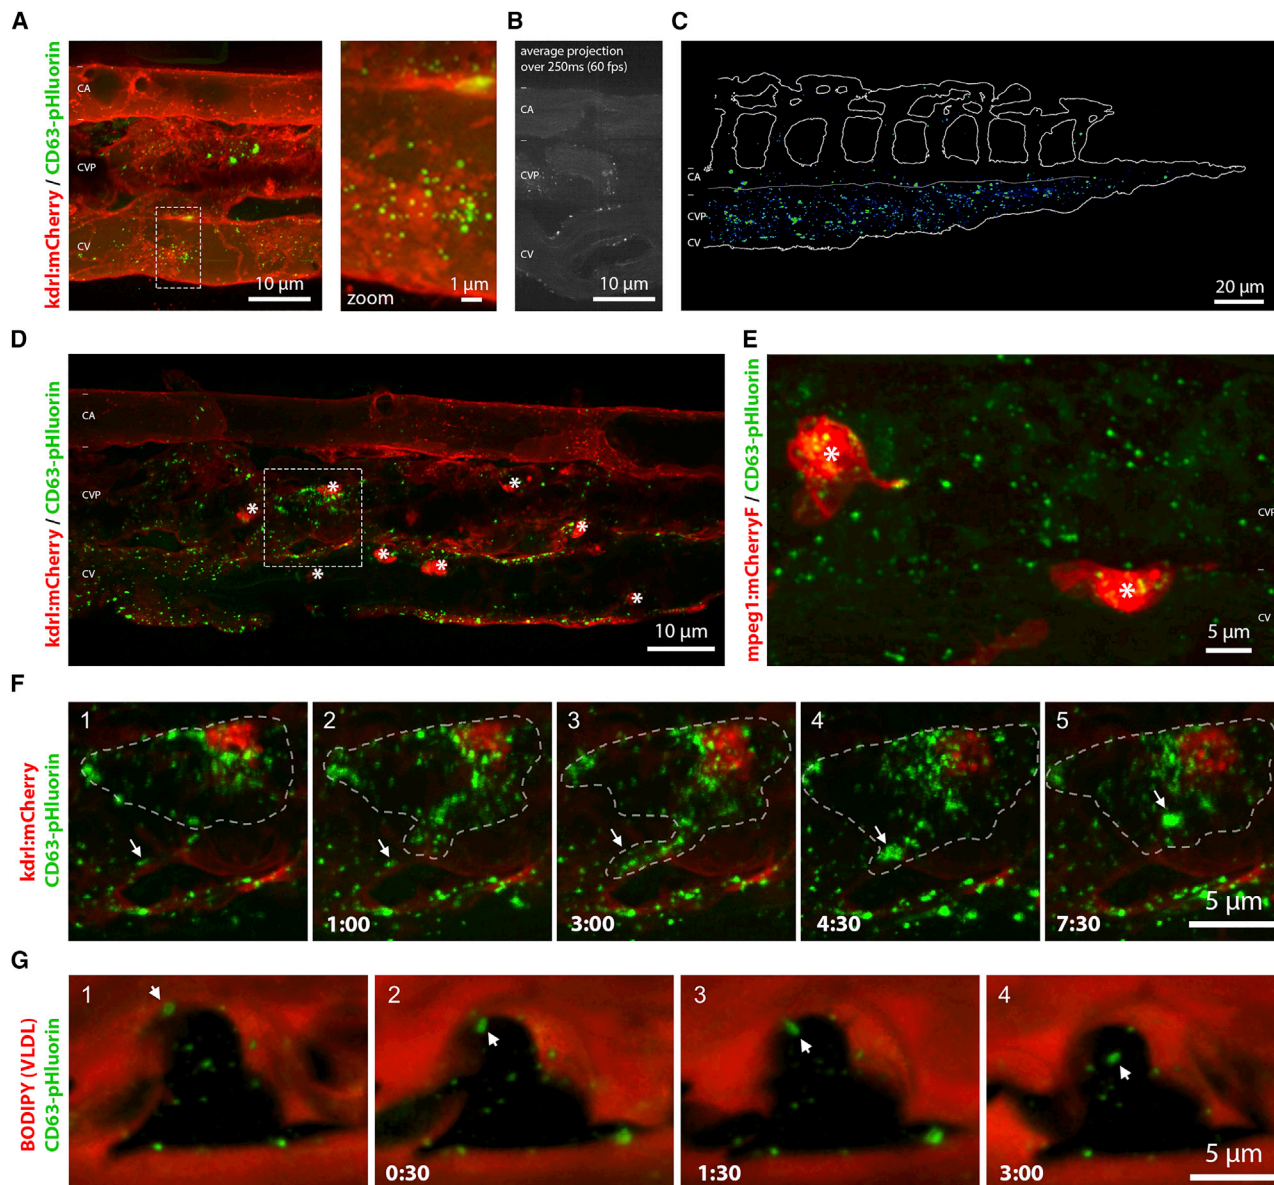 A
kdrl:mCherry / CD63-pHluorin
CA
CVP
CV
10 µm
zoom
1 µm
B
average projection
over 250ms (60 fps)
CA
CVP
CV
10 µm
C
CA
CVP
CV
20 µm
D
kdrl:mCherry / CD63-pHluorin
CA
CVP
CV
* * * * * * * *
10 µm
E
mpeg1:mCherryF / CD63-pHluorin
* *
CVP
CV
5 µm
F
kdrl:mCherry
CD63-pHluorin
1
2
1:00
3
3:00
4
4:30
5
7:30
5 µm
G
BODIPY (VLDL)
CD63-pHluorin
1
2
0:30
3
1:30
4
3:00
5 µm